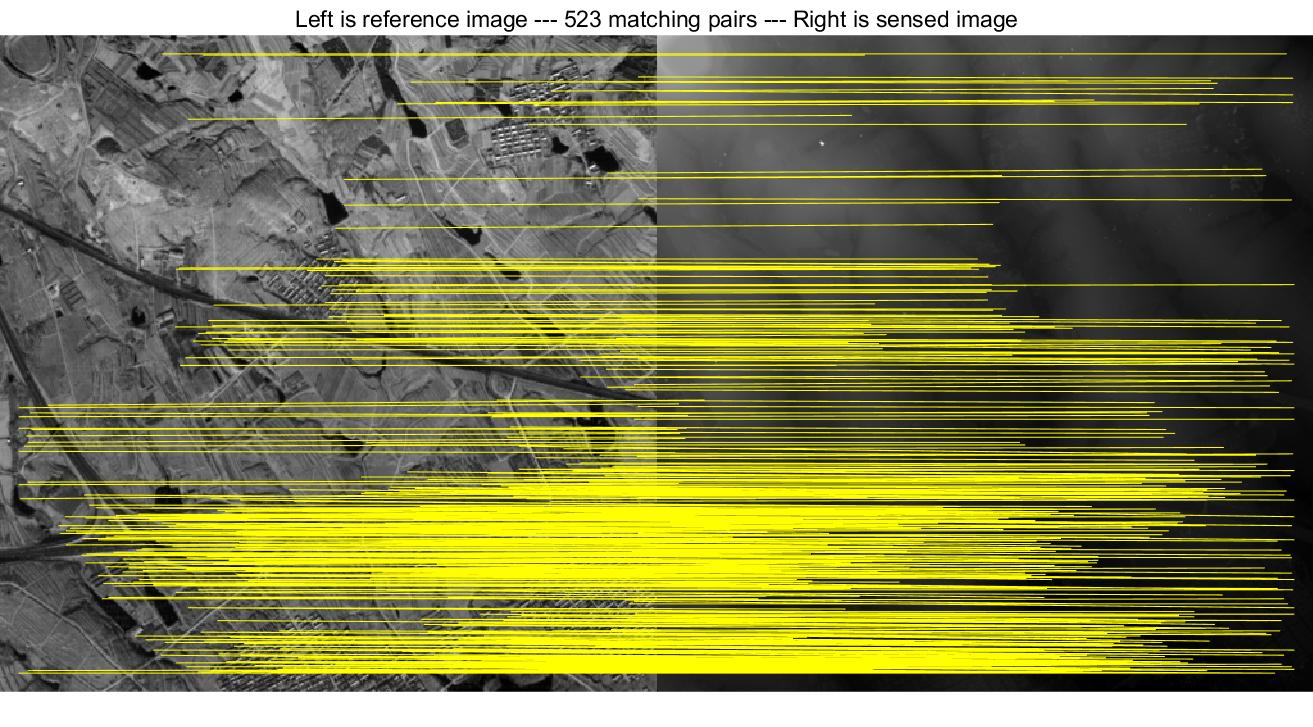 Left is reference image --- 523 matching pairs --- Right is sensed image